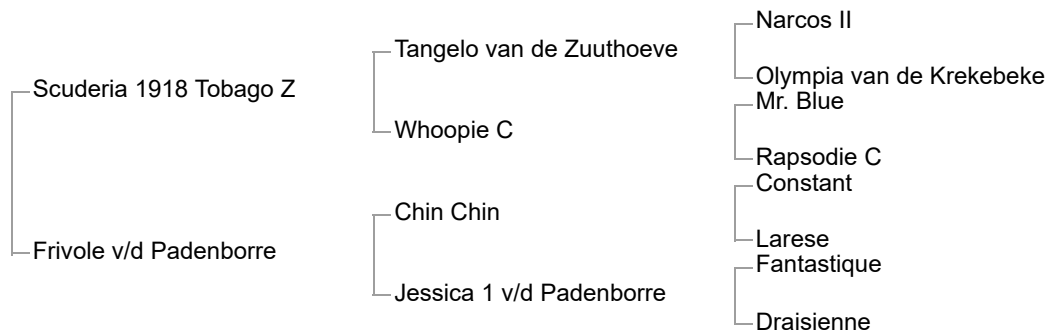 Narcos II
Tangelo van de Zuuthoeve
Olympia van de Krekebeke
Scuderia 1918 Tobago Z
Mr. Blue
Whoopie C
Rapsodie C
Constant
Chin Chin
Larese
Frivole v/d Padenborre
Fantastique
Jessica 1 v/d Padenborre
Draisienne